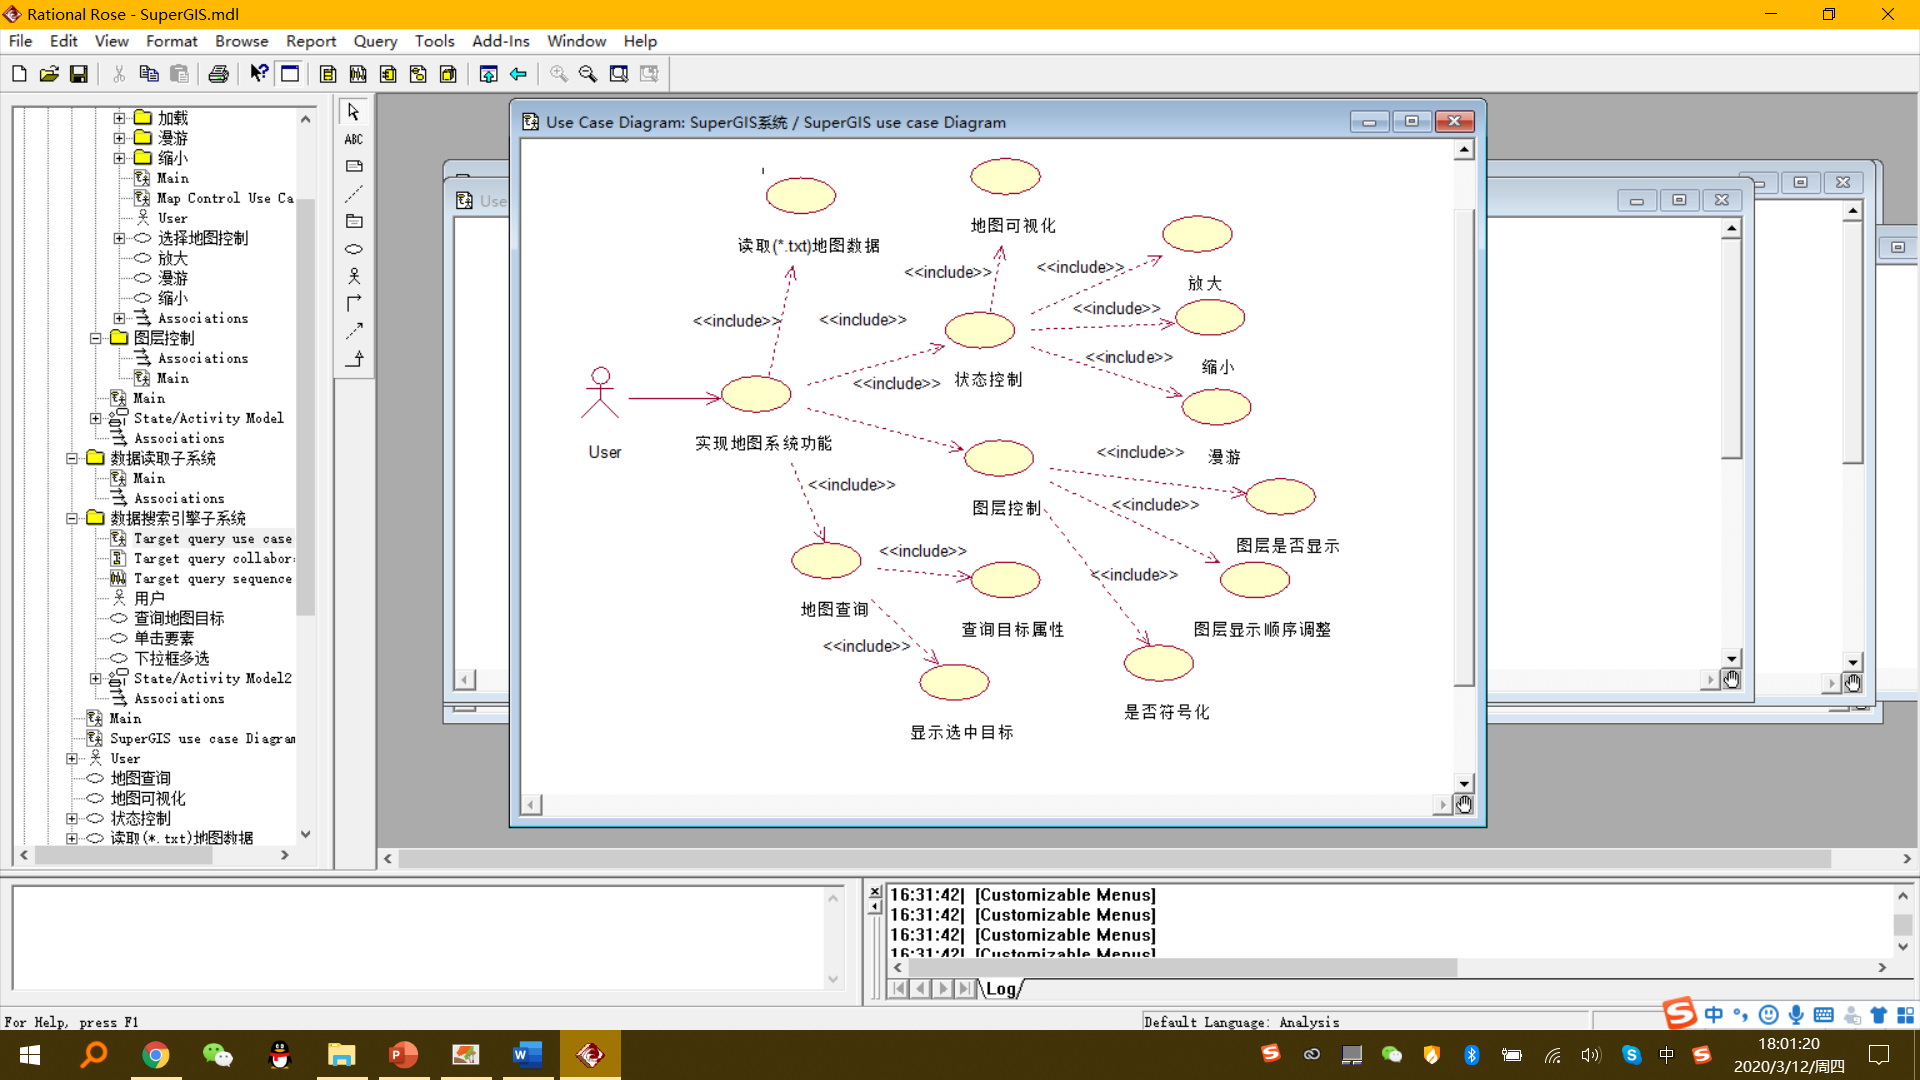 Rational Rose - SuperGIS.mdl
File Edit View Format Browse Report Query Tools Add-Ins Window Help
加载
漫游
缩小
Main
Map Control Use Ca
User
选择地图控制
放大
漫游
缩小
Associations
图层控制
Associations
Main
Main
State/Activity Model
Associations
数据读取子系统
Main
Associations
数据搜索引擎子系统
Target query use case
Target query collabor
Target query sequence
用户
查询地图目标
单击要素
下拉框多选
State/Activity Model2
Associations
Main
SuperGIS use case Diagram
User
地图查询
地图可视化
状态控制
读取(*.txt)地图数据
ABC
Use
Use Case Diagram: SuperGIS系统 / SuperGIS use case Diagram
地图可视化
读取(*.txt)地图数据
<<include>>
<<include>>
放大
<<include>>
<<include>>
<<include>>
<<include>>
缩小
状态控制
<<include>>
User
实现地图系统功能
<<include>>
漫游
<<include>>
图层控制
<<include>>
图层是否显示
<<include>>
<<include>>
地图查询
查询目标属性
图层显示顺序调整
<<include>>
显示选中目标
是否符号化
16:31:42| [Customizable Menus]
16:31:42| [Customizable Menus]
16:31:42| [Customizable Menus]
16:31:42| [Customizable Menus]
Log
For Help, press F1
Default Language: Analysis
中
中
18:01:20
2020/3/12/周四